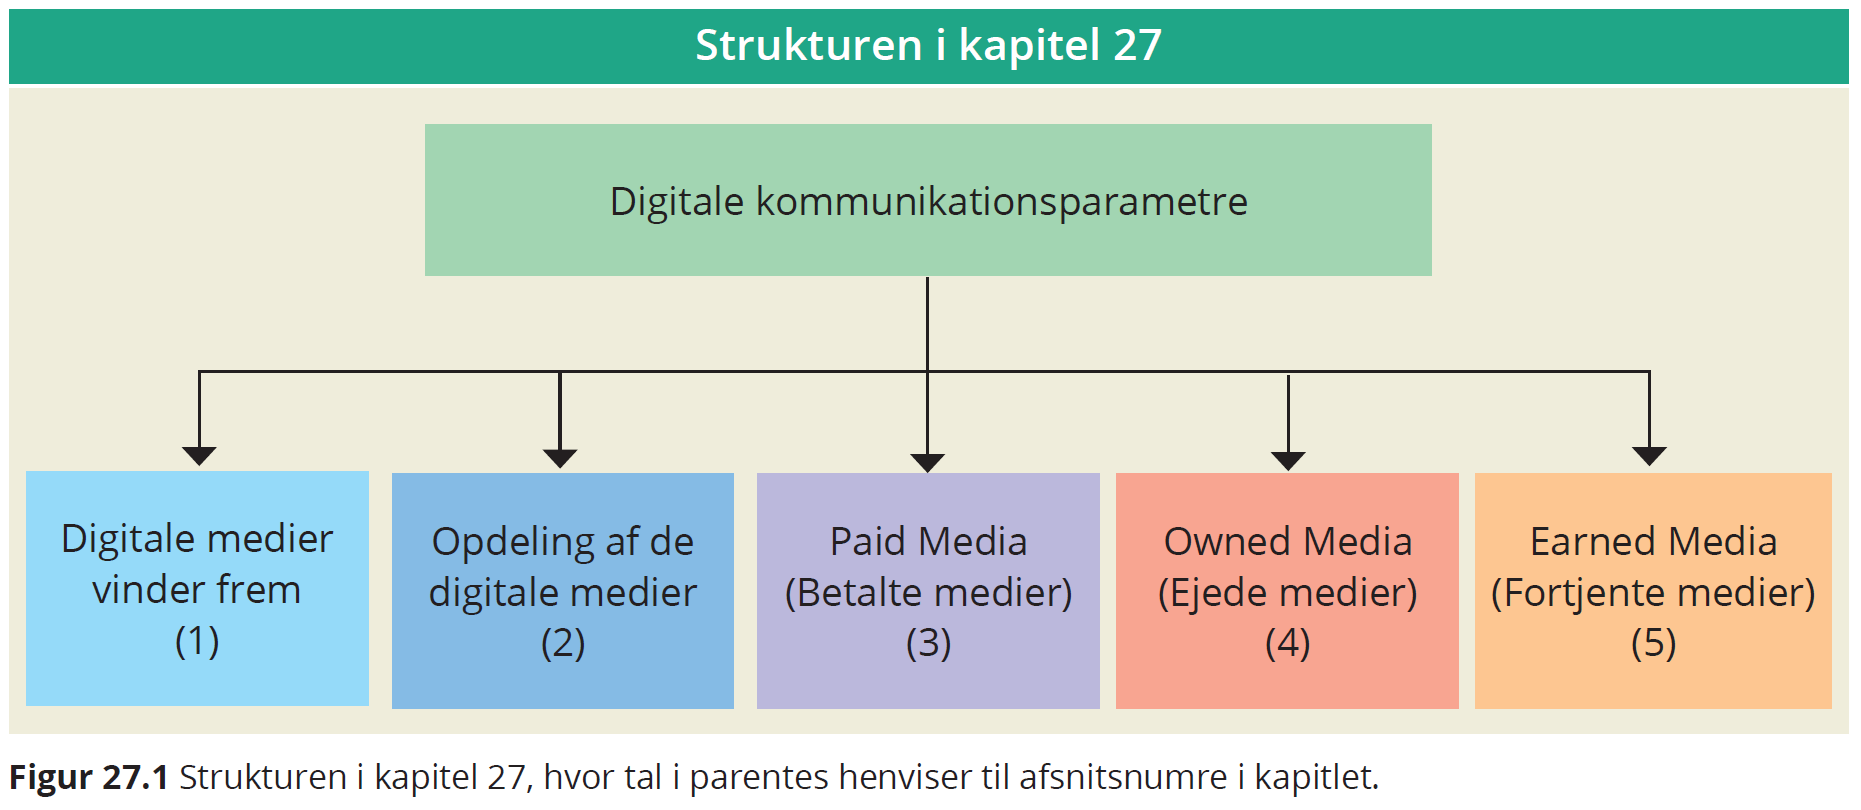 Strukturen i kapitel 27
Digitale kommunikationsparametre
Digitale medier
vinder frem
(1)
Opdeling af de
digitale medier
(2)
Paid Media
(Betalte medier)
(3)
Owned Media
(Ejede medier)
(4)
Earned Media
(Fortjente medier)
(5)
Figur 27.1 Strukturen i kapitel 27, hvor tal i parentes henviser til afsnitsnumre i kapitlet.